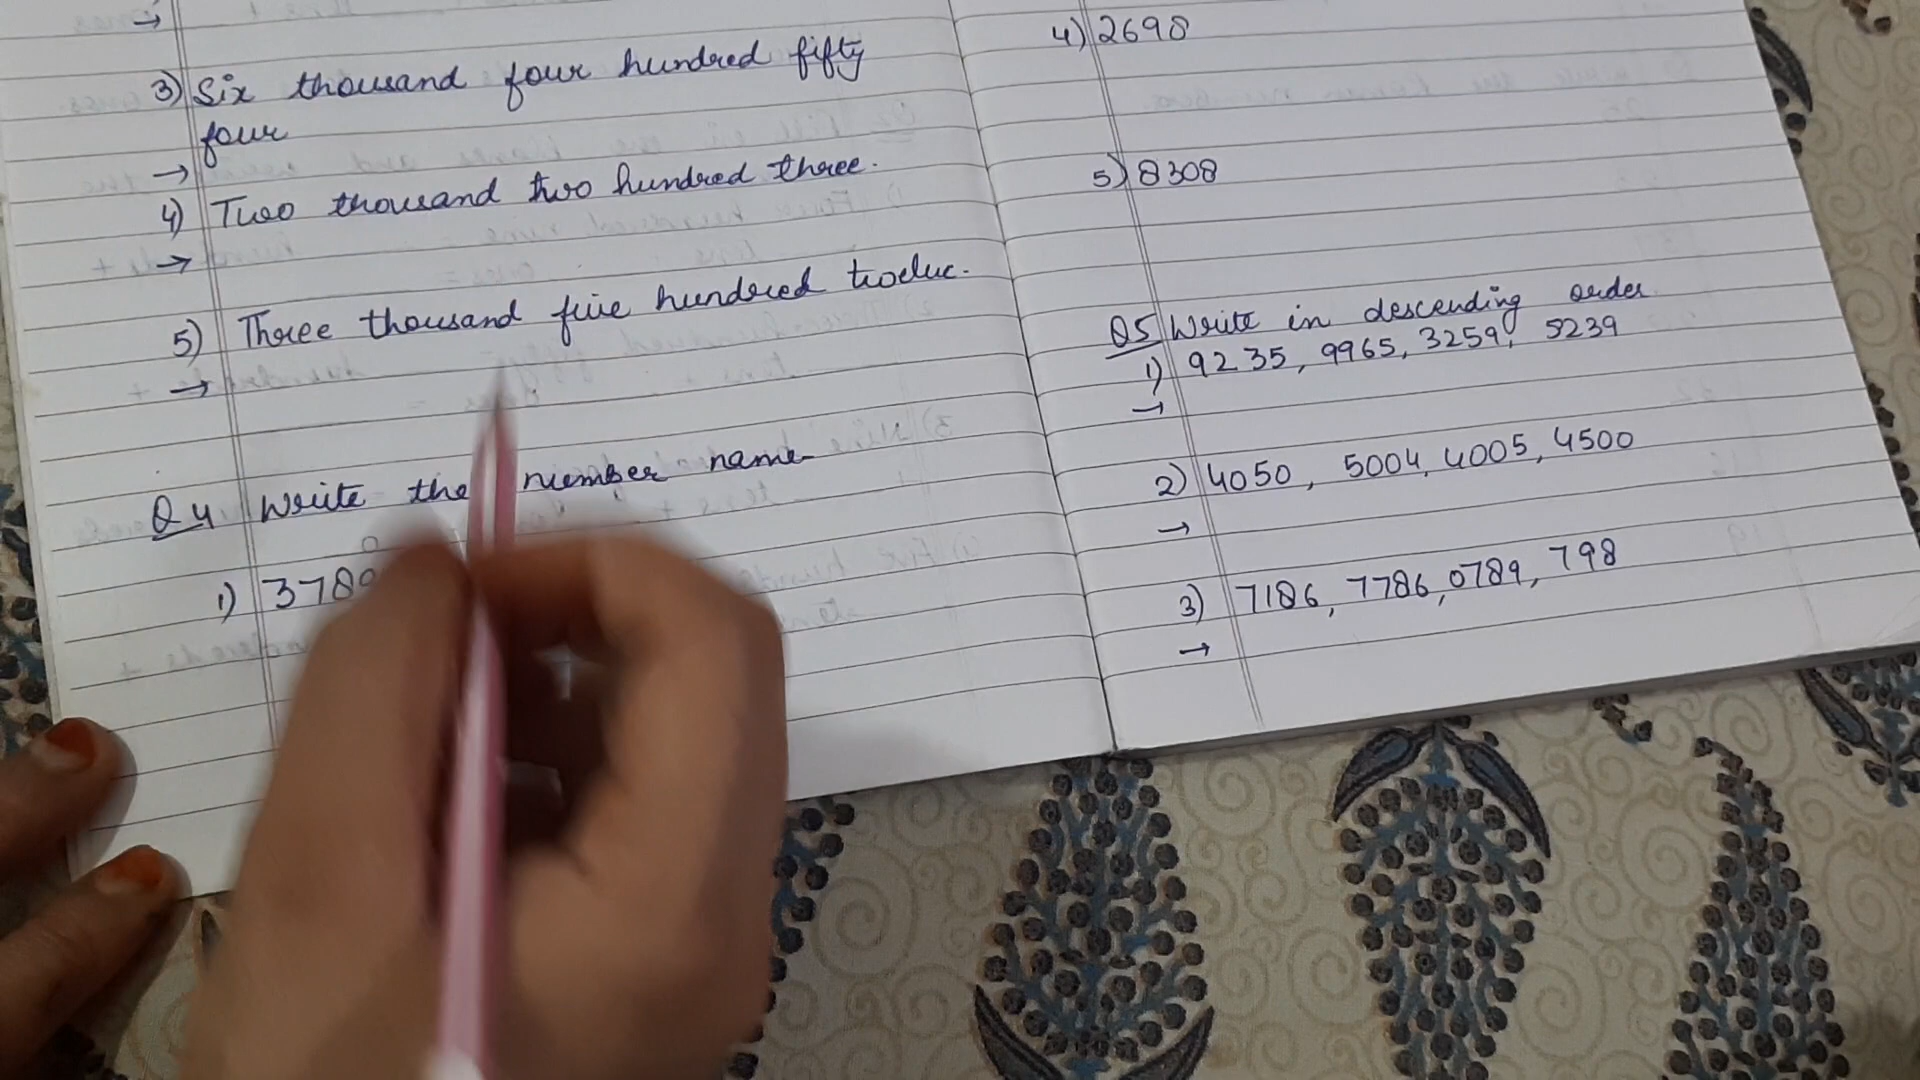 →
3) Six thousand four hundred fifty
four
→
4) Two thousand two hundred three.
→
5) Three thousand five hundred twelve.
→
Q4 Write the number name
1) 3789
4) 2698
5) 8308
Q5 Write in descending order
1) 9235, 9965, 3259, 5239
→
2) 4050, 5004, 4005, 4500
→
3) 7186, 7786, 0789, 798
→